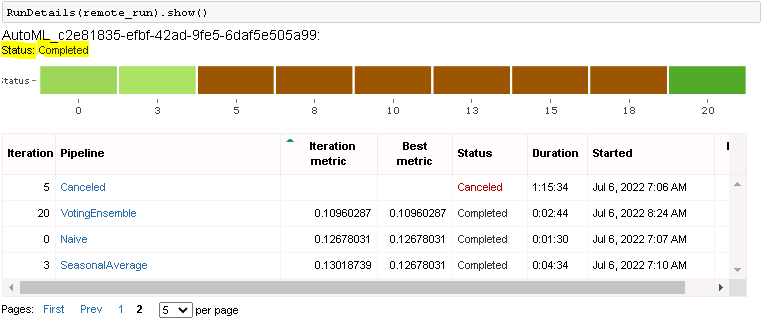 RunDetails(remote_run).show()
AutoML_c2e81835-efbf-42ad-9fe5-6daf5e505a99:
Status: Completed
Status
0 3 5 8 10 13 15 18 20
Iteration Pipeline Iteration metric Best metric Status Duration Started
5 Canceled Canceled 1:15:34 Jul 6, 2022 7:06 AM
20 VotingEnsemble 0.10960287 0.10960287 Completed 0:02:44 Jul 6, 2022 8:24 AM
0 Naive 0.12678031 0.12678031 Completed 0:01:30 Jul 6, 2022 7:07 AM
3 SeasonalAverage 0.13018739 0.12678031 Completed 0:04:34 Jul 6, 2022 7:10 AM
Pages: First Prev 1 2 5 per page